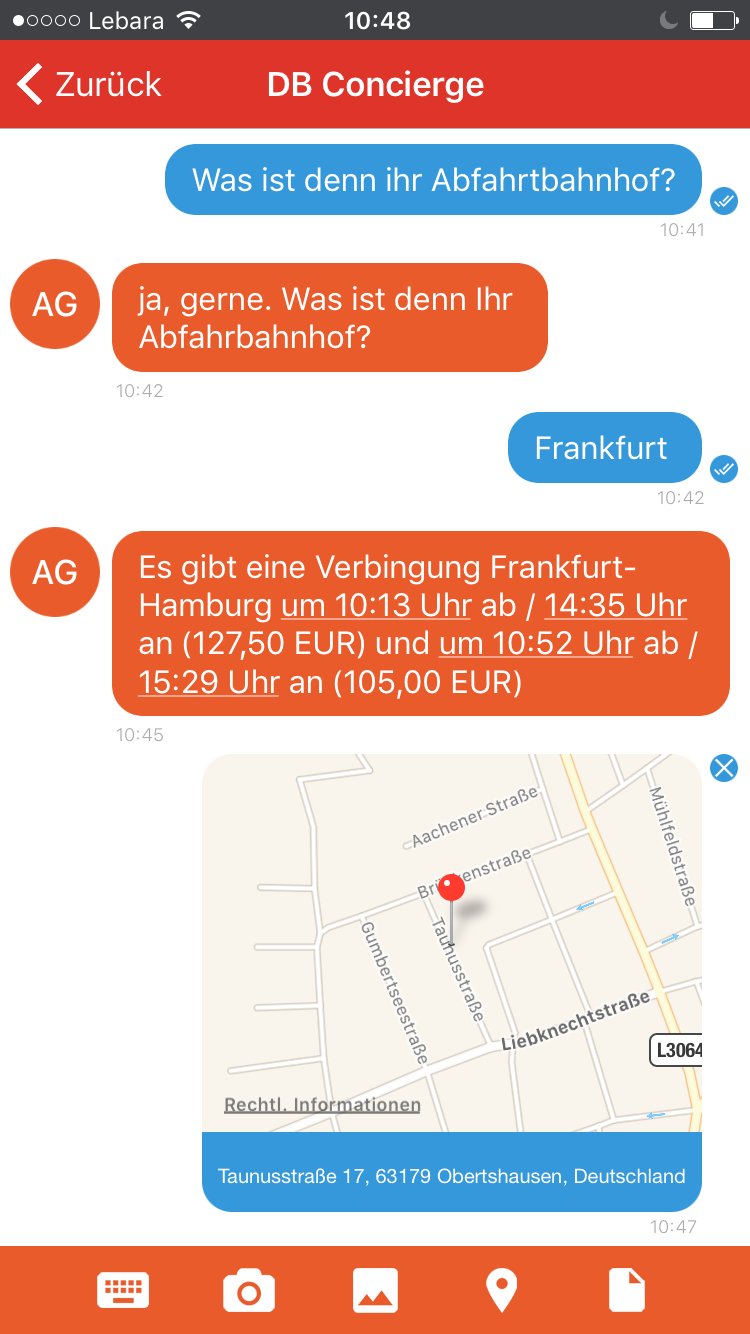 Lebara 10:48
Zurück DB Concierge
Was ist denn ihr Abfahrtbahnhof?
10:41
AG
ja, gerne. Was ist denn Ihr
Abfahrbahnhof?
10:42
Frankfurt
10:42
AG
Es gibt eine Verbingung Frankfurt-
Hamburg um 10:13 Uhr ab / 14:35 Uhr
an (127,50 EUR) und um 10:52 Uhr ab /
15:29 Uhr an (105,00 EUR)
10:45
Aachener Straße
Mühlfeldstraße
Gumbertseestraße
Taunusstraße
Liebknechtstraße
L3064
Rechtl. Informationen
Taunusstraße 17, 63179 Obertshausen, Deutschland
10:47